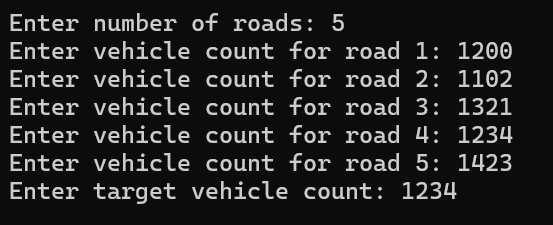 Enter number of roads: 5
Enter vehicle count for road 1: 1200
Enter vehicle count for road 2: 1102
Enter vehicle count for road 3: 1321
Enter vehicle count for road 4: 1234
Enter vehicle count for road 5: 1423
Enter target vehicle count: 1234